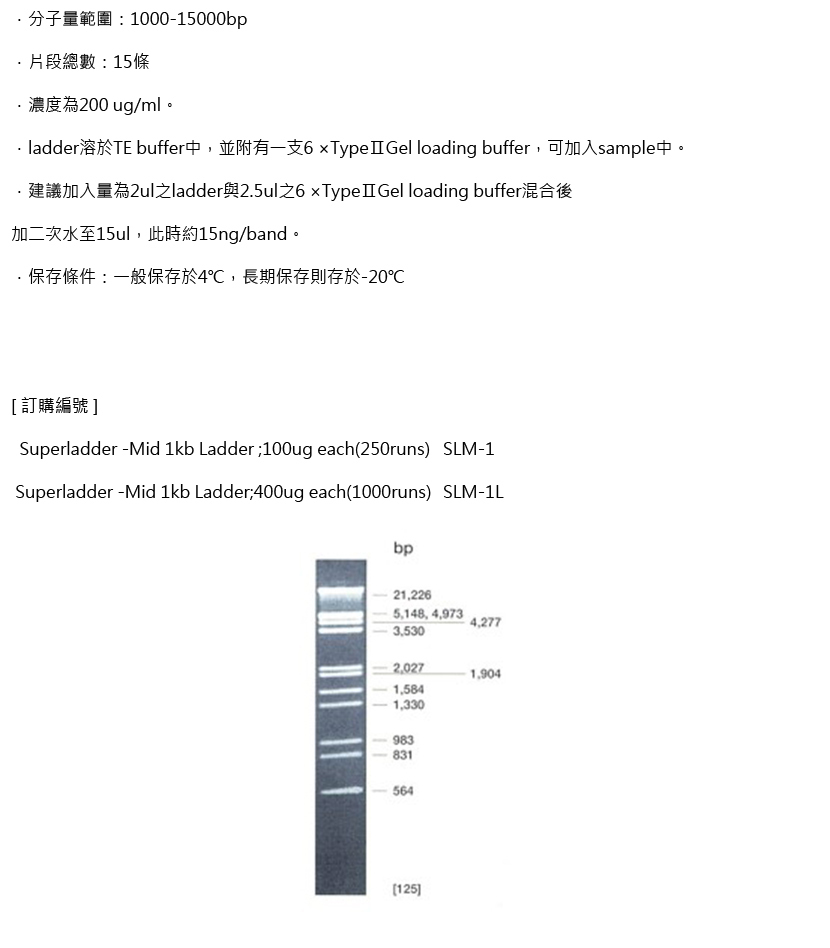 ．分子量範圍：1000-15000bp
．片段總數：15條
．濃度為200 ug/ml。
．ladder溶於TE buffer中，並附有一支6 ×TypeⅡGel loading buffer，可加入sample中。
．建議加入量為2ul之ladder與2.5ul之6 ×TypeⅡGel loading buffer混合後
加二次水至15ul，此時約15ng/band。
．保存條件：一般保存於4℃，長期保存則存於-20℃
[ 訂購編號 ]
Superladder -Mid 1kb Ladder ;100ug each(250runs) SLM-1
Superladder -Mid 1kb Ladder;400ug each(1000runs) SLM-1L
bp
21,226
5,148, 4,973
4,277
3,530
2,027
1,904
1,584
1,330
983
831
564
[125]